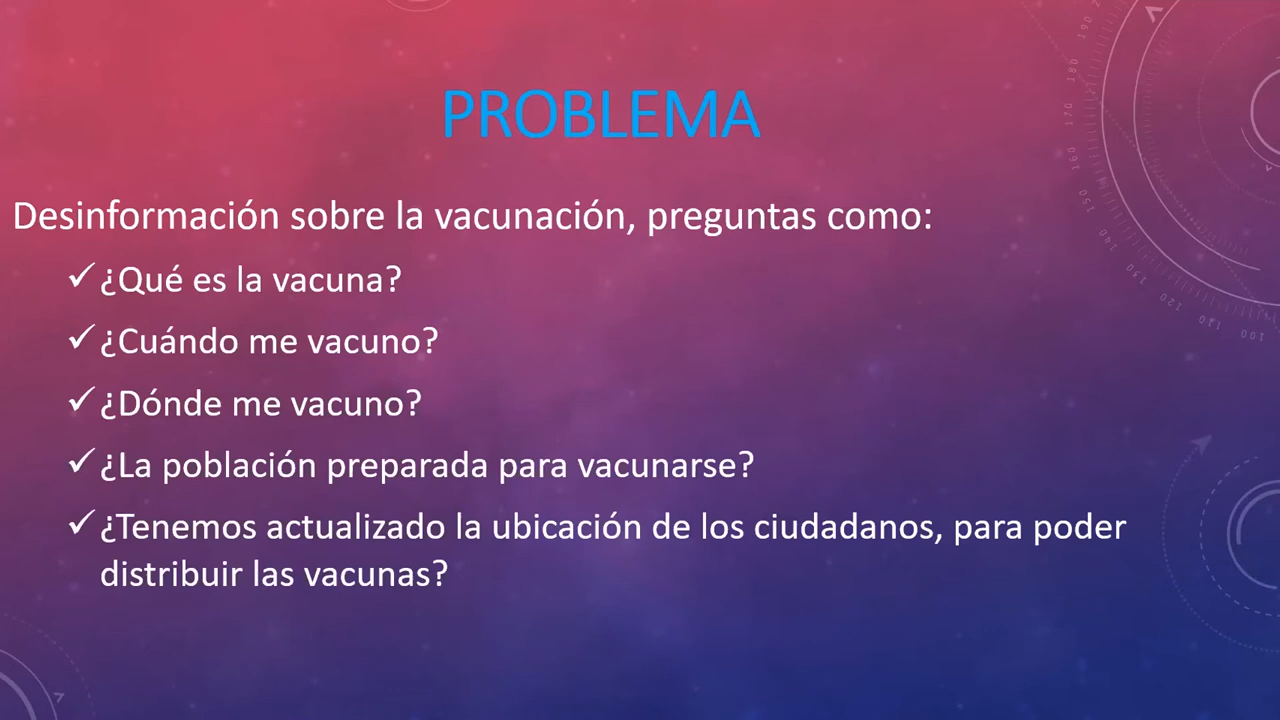 PROBLEMA
Desinformación sobre la vacunación, preguntas como:
✓ ¿Qué es la vacuna?
✓ ¿Cuándo me vacuno?
✓ ¿Dónde me vacuno?
✓ ¿La población preparada para vacunarse?
✓ ¿Tenemos actualizado la ubicación de los ciudadanos, para poder
distribuir las vacunas?